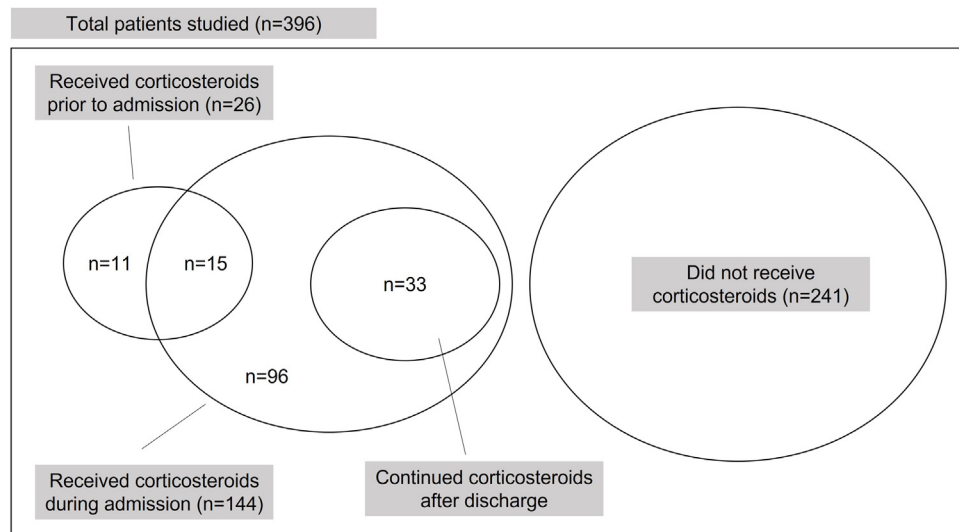 Total patients studied (n=396)
Received corticosteroids
prior to admission (n=26)
n=11
n=15
n=33
n=96
Did not receive
corticosteroids (n=241)
Received corticosteroids
during admission (n=144)
Continued corticosteroids
after discharge